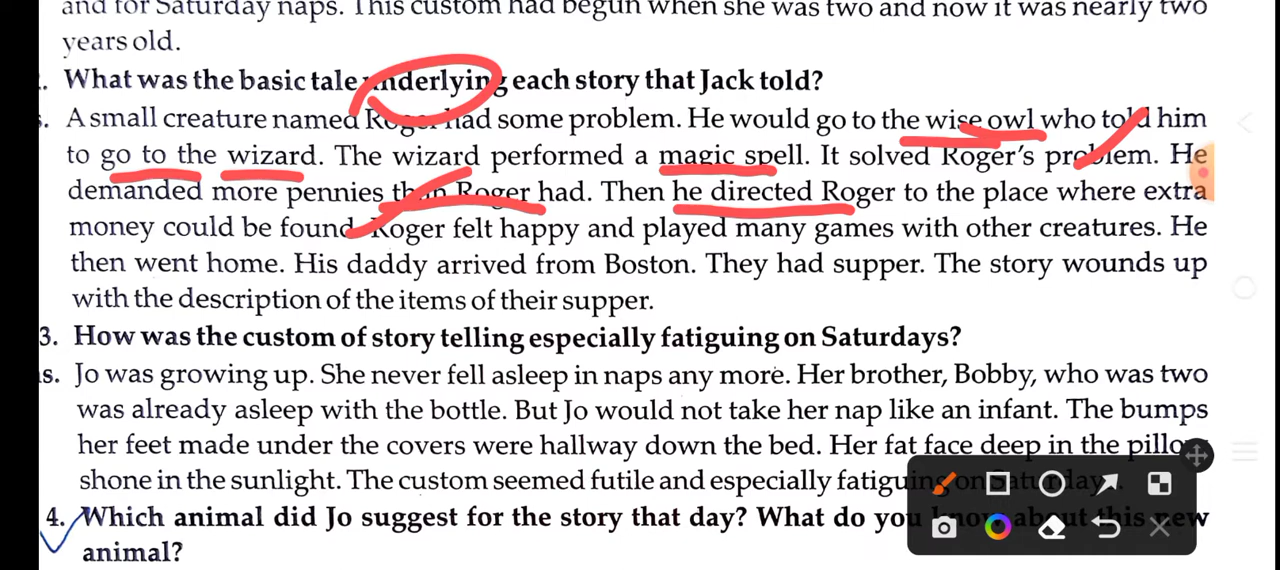 and for Saturday naps. This custom had begun when she was two and now it was nearly two
years old.
. What was the basic tale underlying each story that Jack told?
s. A small creature named Roger had some problem. He would go to the wise owl who told him
to go to the wizard. The wizard performed a magic spell. It solved Roger's problem. He
demanded more pennies than Roger had. Then he directed Roger to the place where extra
money could be found. Roger felt happy and played many games with other creatures. He
then went home. His daddy arrived from Boston. They had supper. The story wounds up
with the description of the items of their supper.
3. How was the custom of story telling especially fatiguing on Saturdays?
s. Jo was growing up. She never fell asleep in naps any more. Her brother, Bobby, who was two
was already asleep with the bottle. But Jo would not take her nap like an infant. The bumps
her feet made under the covers were hallway down the bed. Her fat face deep in the pillow
shone in the sunlight. The custom seemed futile and especially fatiguing on Saturday.
4. Which animal did Jo suggest for the story that day? What do you know about this new
animal?